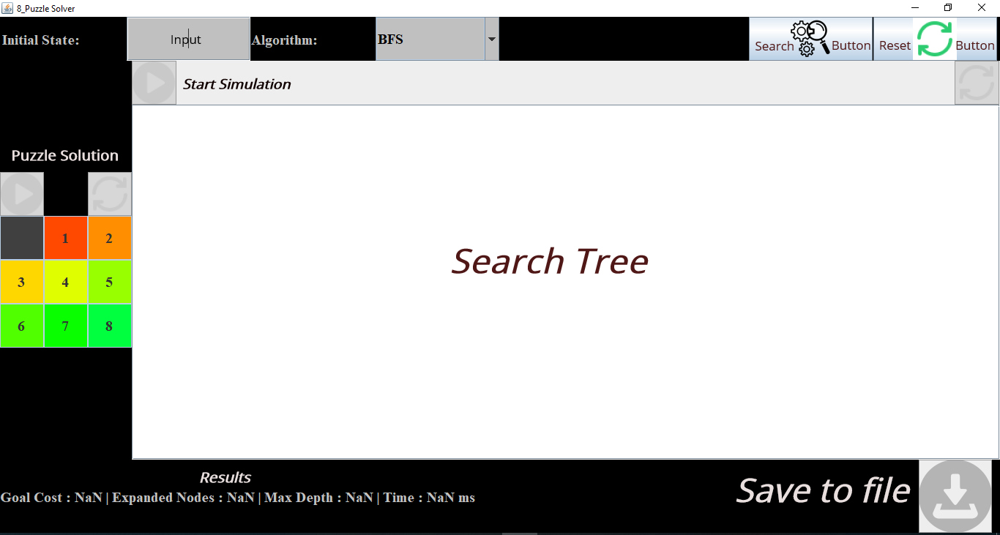 8_Puzzle Solver
Initial State: Input Algorithm: BFS Search Button Reset Button
Start Simulation
Puzzle Solution
1 2
3 4 5
6 7 8
Search Tree
Results
Goal Cost : NaN | Expanded Nodes : NaN | Max Depth : NaN | Time : NaN ms
Save to file